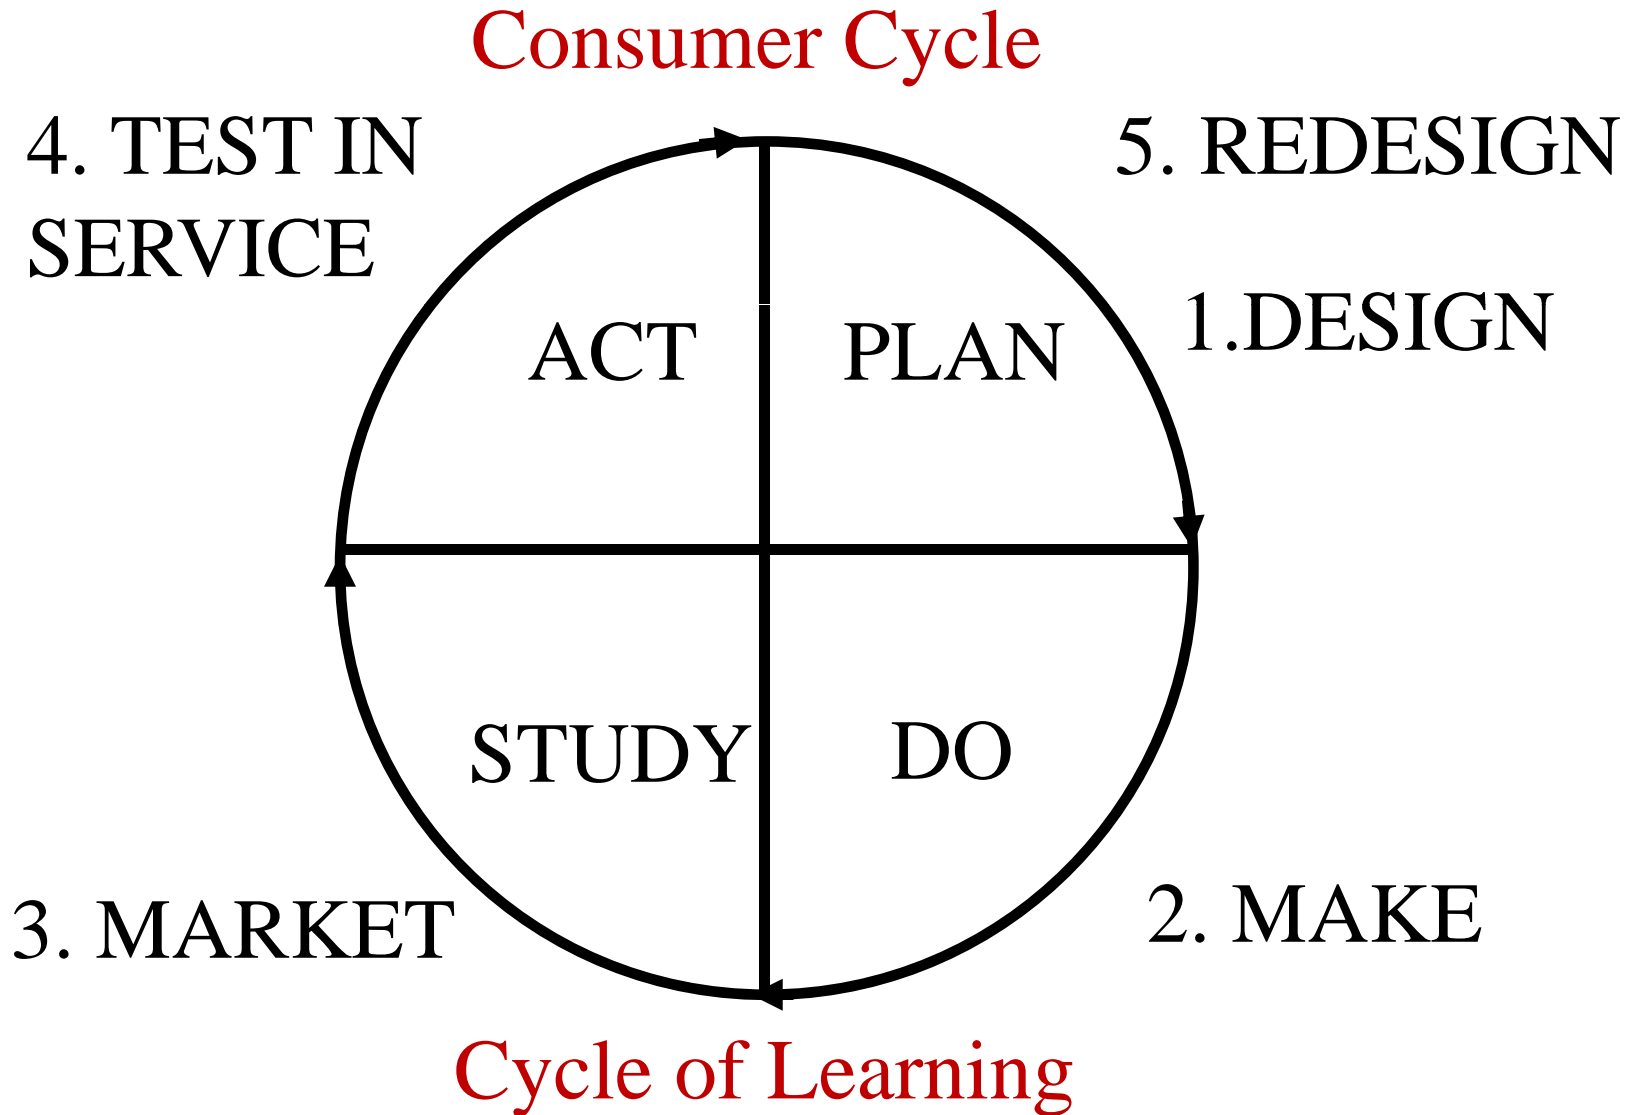 Consumer Cycle
4. TEST IN
SERVICE
5. REDESIGN
1.DESIGN
ACT
PLAN
STUDY
DO
3. MARKET
2. MAKE
Cycle of Learning